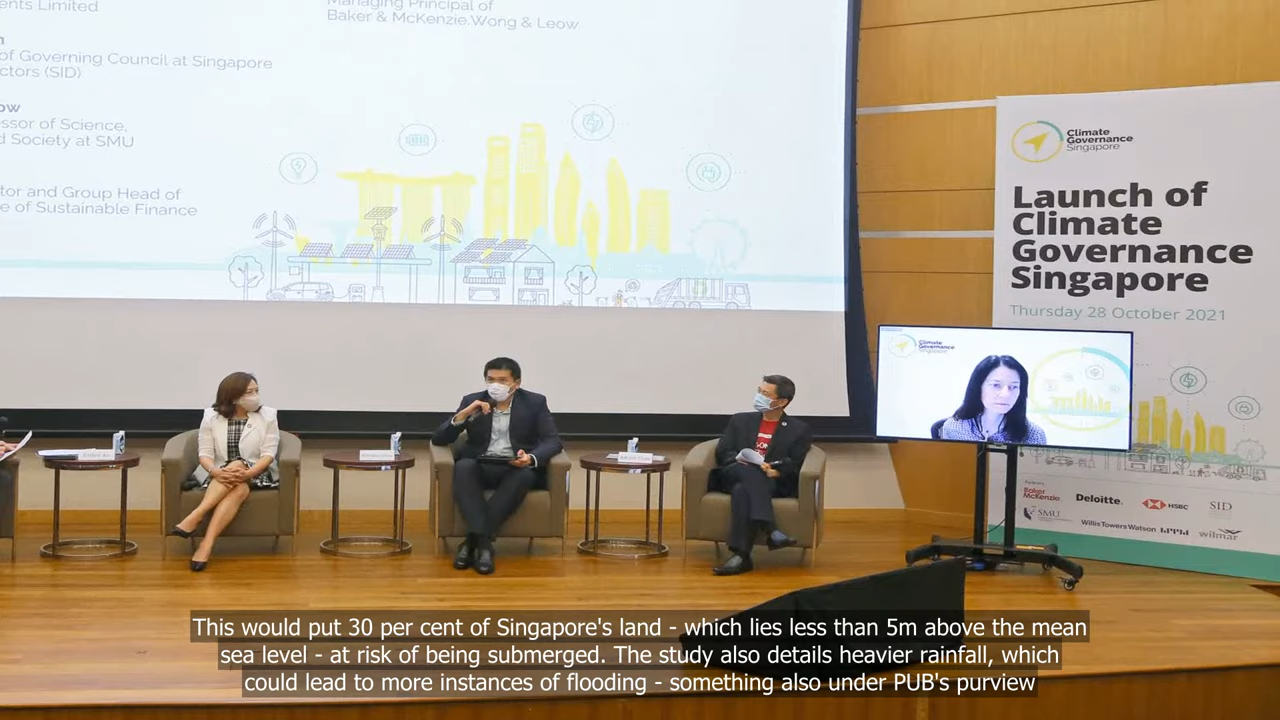 ents Limited
n
of Governing Council at Singapore
ctors (SID)
ow
essor of Science,
d Society at SMU
tor and Group Head of
e of Sustainable Finance
Managing Principal of
Baker & McKenzie.Wong & Leow
Climate
Governance
Singapore
Launch of
Climate
Governance
Singapore
Thursday 28 October 2021
Climate
Governance
Singapore
Baker
McKenzie.
Deloitte.
HSBC
SID
SMU
WillisTowersWatson
wilmar
This would put 30 per cent of Singapore's land - which lies less than 5m above the mean
sea level - at risk of being submerged. The study also details heavier rainfall, which
could lead to more instances of flooding - something also under PUB's purview